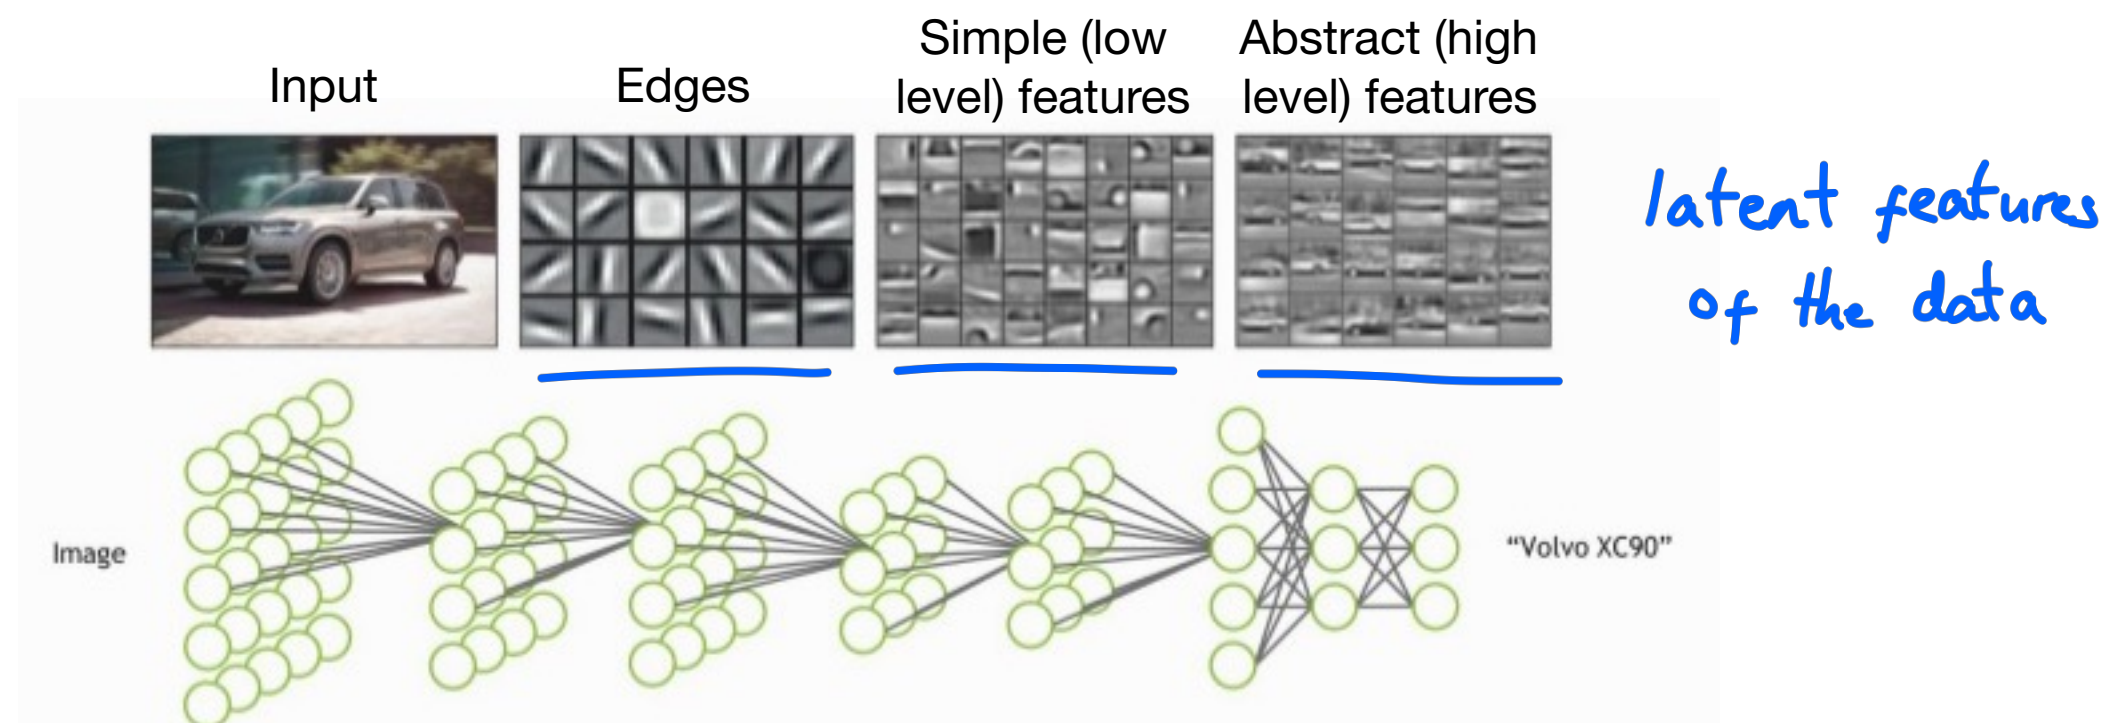 Input
Edges
Simple (low
level) features
Abstract (high
level) features
latent features
of the data
Image
“Volvo XC90”